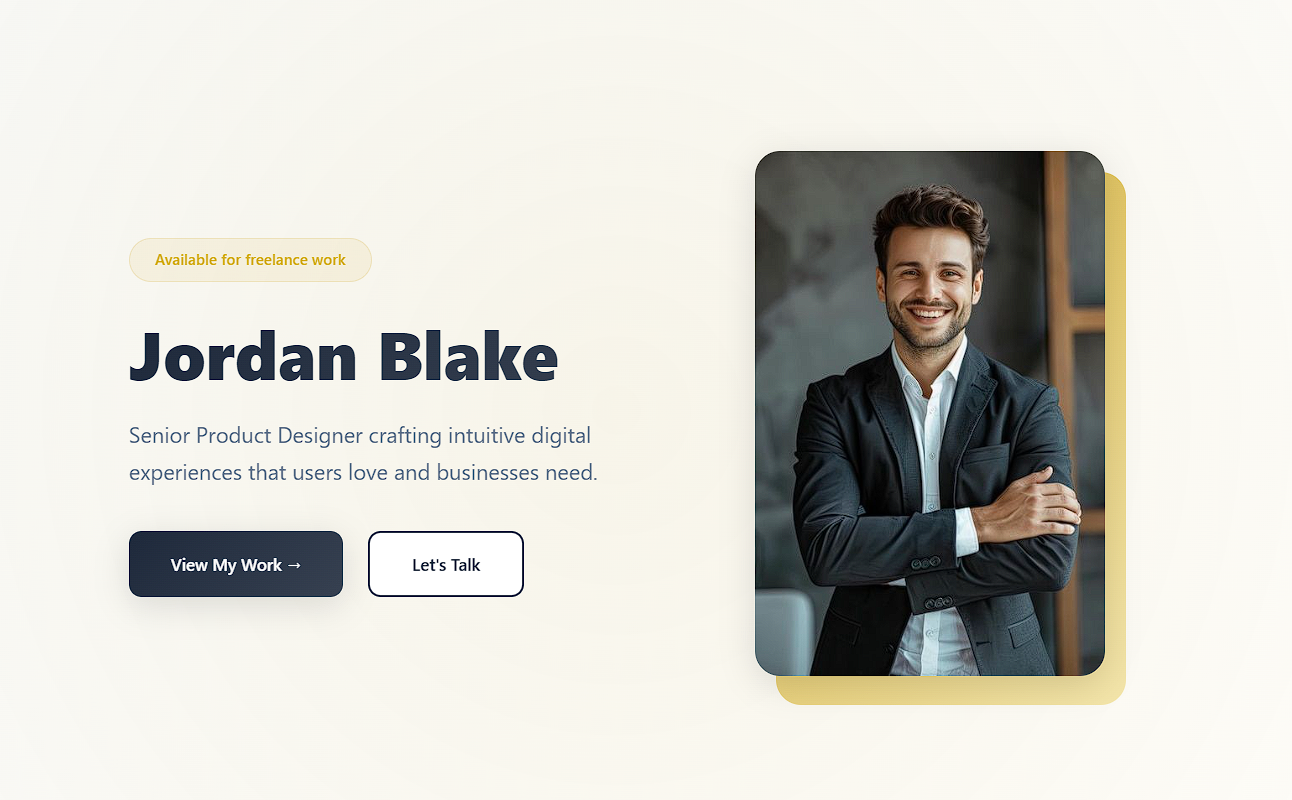 Available for freelance work
Jordan Blake
Senior Product Designer crafting intuitive digital
experiences that users love and businesses need.
View My Work →
Let's Talk